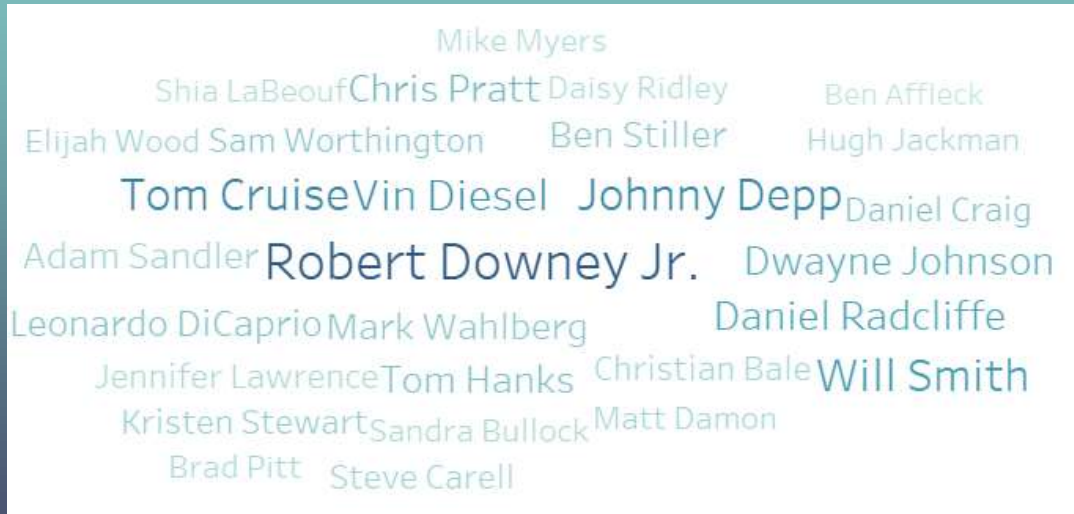 Mike Myers
Shia LaBeouf Chris Pratt Daisy Ridley Ben Affleck
Elijah Wood Sam Worthington Ben Stiller Hugh Jackman
Tom Cruise Vin Diesel Johnny Depp Daniel Craig
Adam Sandler Robert Downey Jr. Dwayne Johnson
Leonardo DiCaprio Mark Wahlberg Daniel Radcliffe
Jennifer Lawrence Tom Hanks Christian Bale Will Smith
Kristen Stewart Sandra Bullock Matt Damon
Brad Pitt Steve Carell